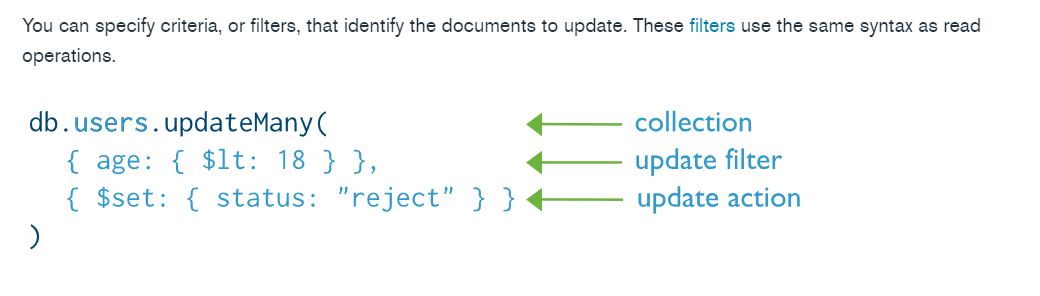 You can specify criteria, or filters, that identify the documents to update. These filters use the same syntax as read
operations.
db.users.updateMany( collection
{ age: { $lt: 18 } }, update filter
{ $set: { status: "reject" } } update action
)